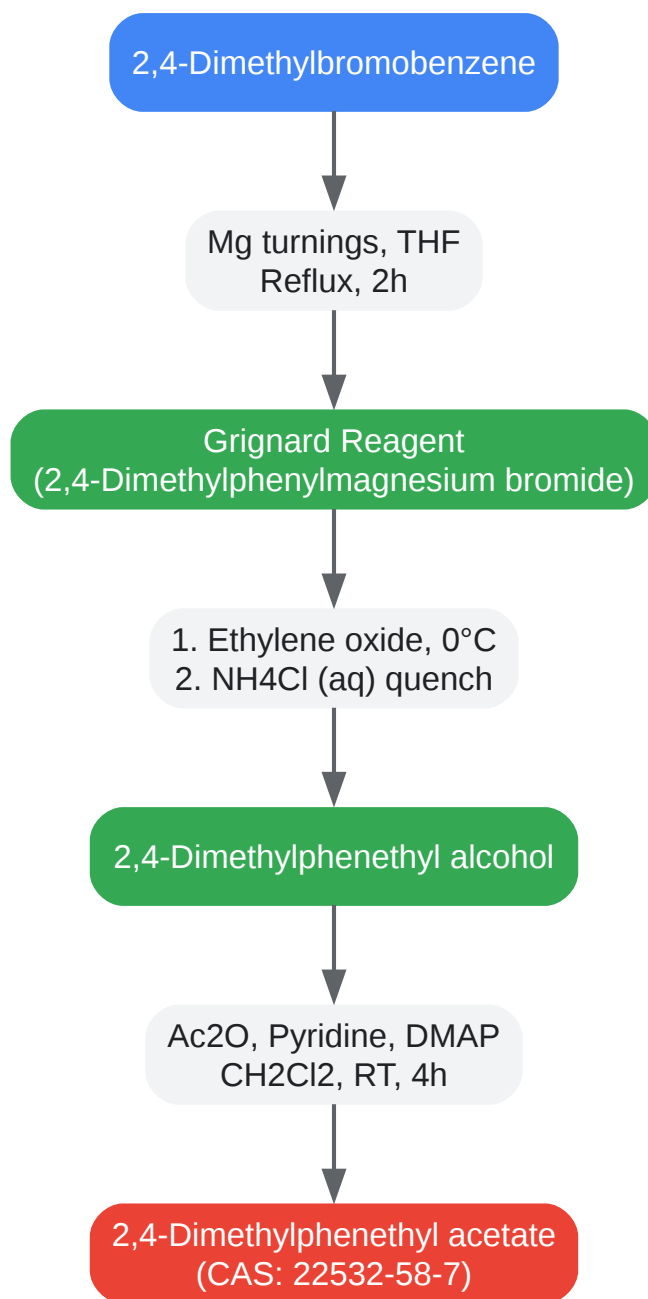 2,4-Dimethylbromobenzene
Mg turnings, THF
Reflux, 2h
Grignard Reagent
(2,4-Dimethylphenylmagnesium bromide)
1. Ethylene oxide, 0°C
2. NH4Cl (aq) quench
2,4-Dimethylphenethyl alcohol
Ac2O, Pyridine, DMAP
CH2Cl2, RT, 4h
2,4-Dimethylphenethyl acetate
(CAS: 22532-58-7)